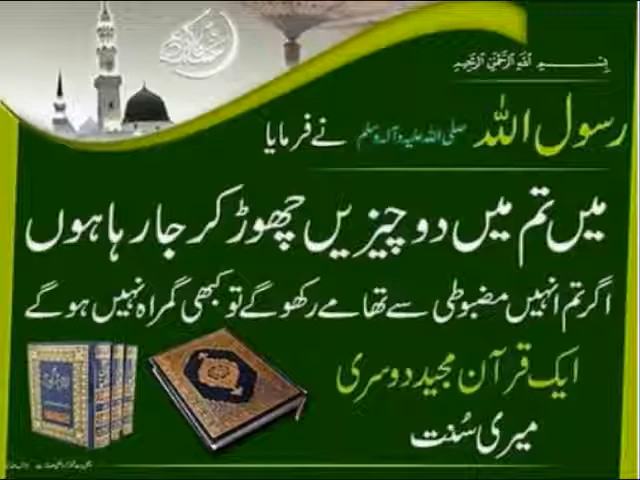 بسم اللہ الرحمٰن الرحیم
رسول اللہ صلی اللہ علیہ وآلہ وسلم نے فرمایا
میں تم میں دو چیزیں چھوڑ کر جا رہا ہوں
اگر تم انہیں مضبوطی سے تھامے رکھو گے تو کبھی گمراہ نہیں ہو گے
ایک قرآن مجید دوسری
میری سُنت